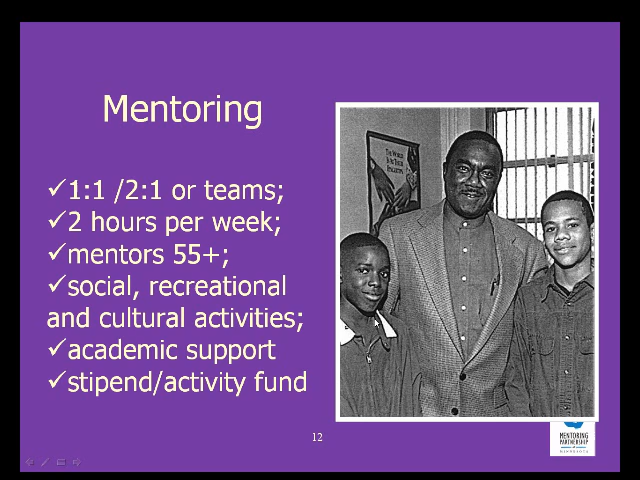 Mentoring
✓1:1 /2:1 or teams;
✓2 hours per week;
✓mentors 55+;
✓social, recreational
and cultural activities;
✓academic support
✓stipend/activity fund
12
MENTORING
PARTNERSHIP
MINNESOTA